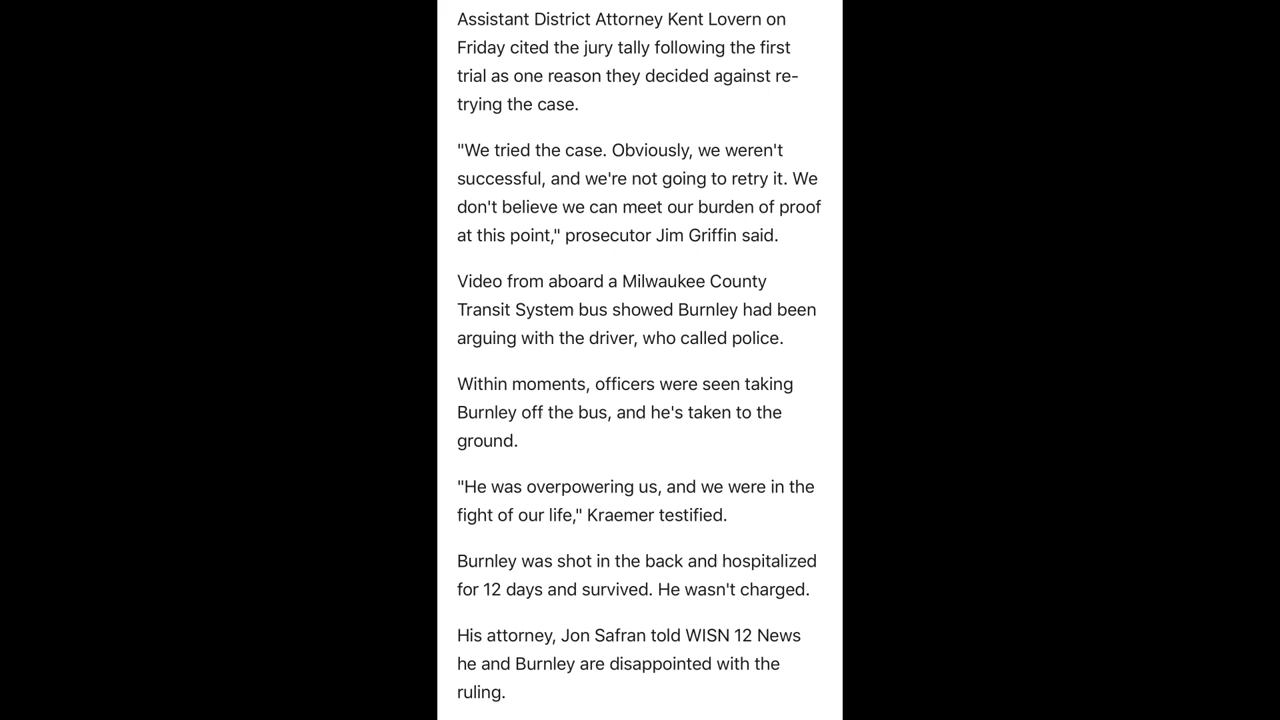 Assistant District Attorney Kent Lovern on
Friday cited the jury tally following the first
trial as one reason they decided against re-
trying the case.
"We tried the case. Obviously, we weren't
successful, and we're not going to retry it. We
don't believe we can meet our burden of proof
at this point," prosecutor Jim Griffin said.
Video from aboard a Milwaukee County
Transit System bus showed Burnley had been
arguing with the driver, who called police.
Within moments, officers were seen taking
Burnley off the bus, and he's taken to the
ground.
"He was overpowering us, and we were in the
fight of our life," Kraemer testified.
Burnley was shot in the back and hospitalized
for 12 days and survived. He wasn't charged.
His attorney, Jon Safran told WISN 12 News
he and Burnley are disappointed with the
ruling.